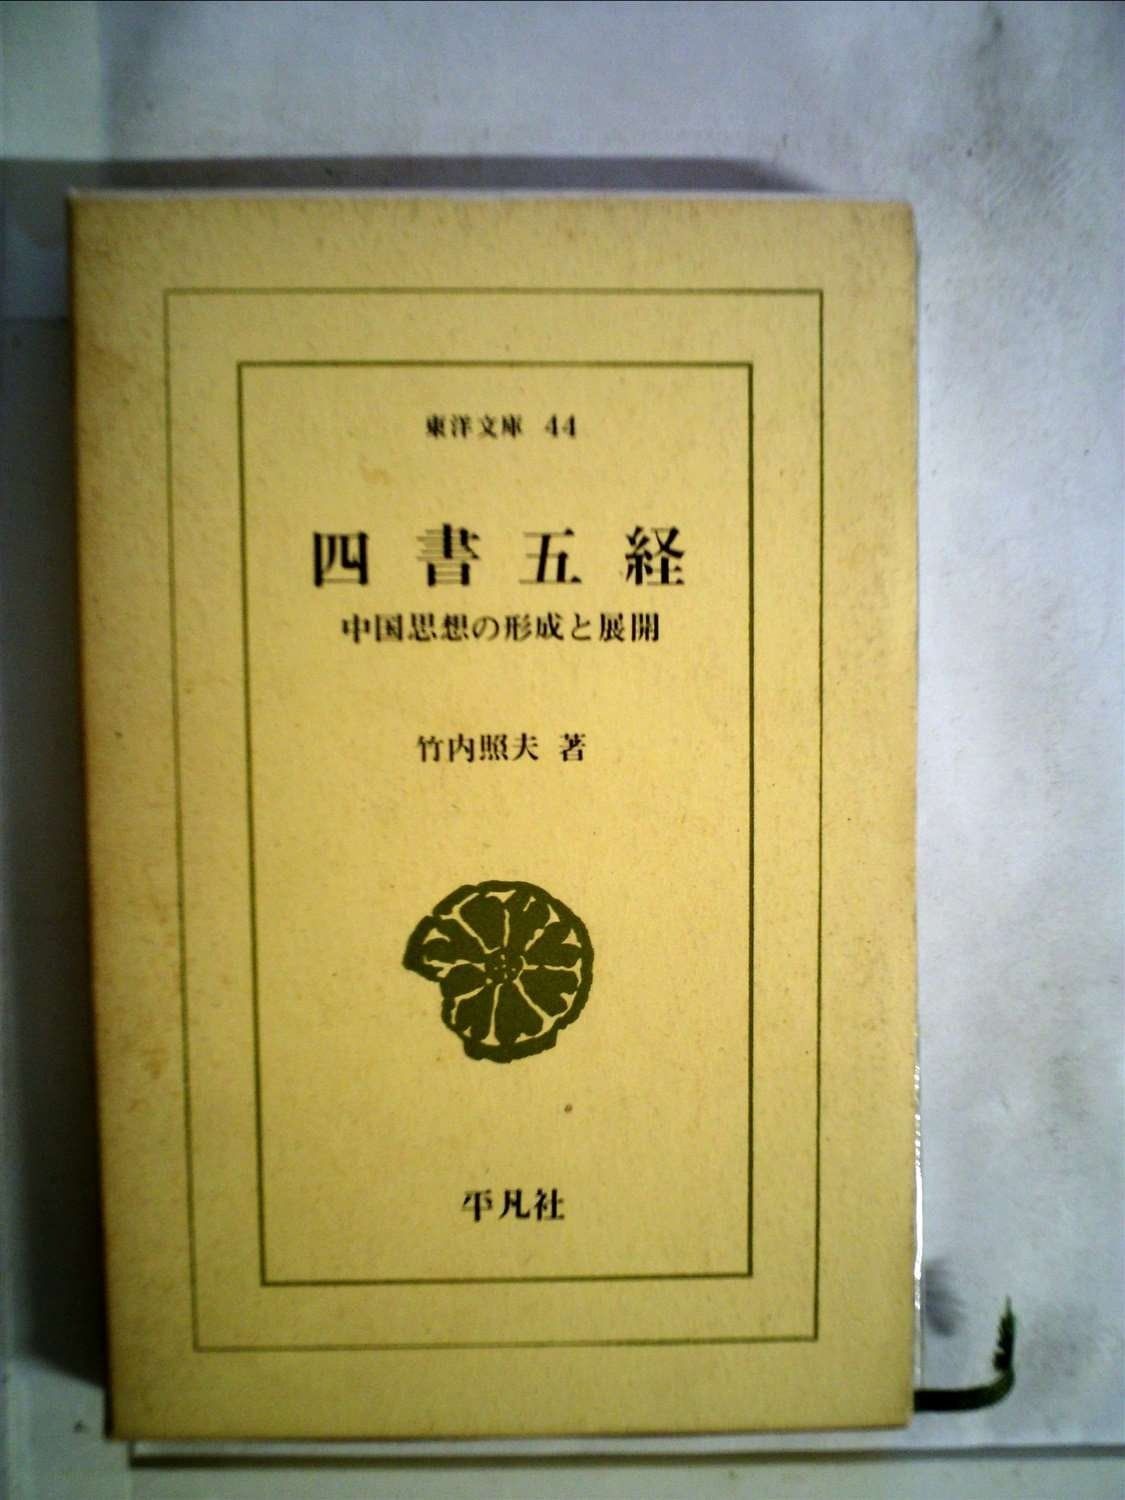 東洋文庫 44
四書五経
中国思想の形成と展開
竹内照夫 著
平凡社